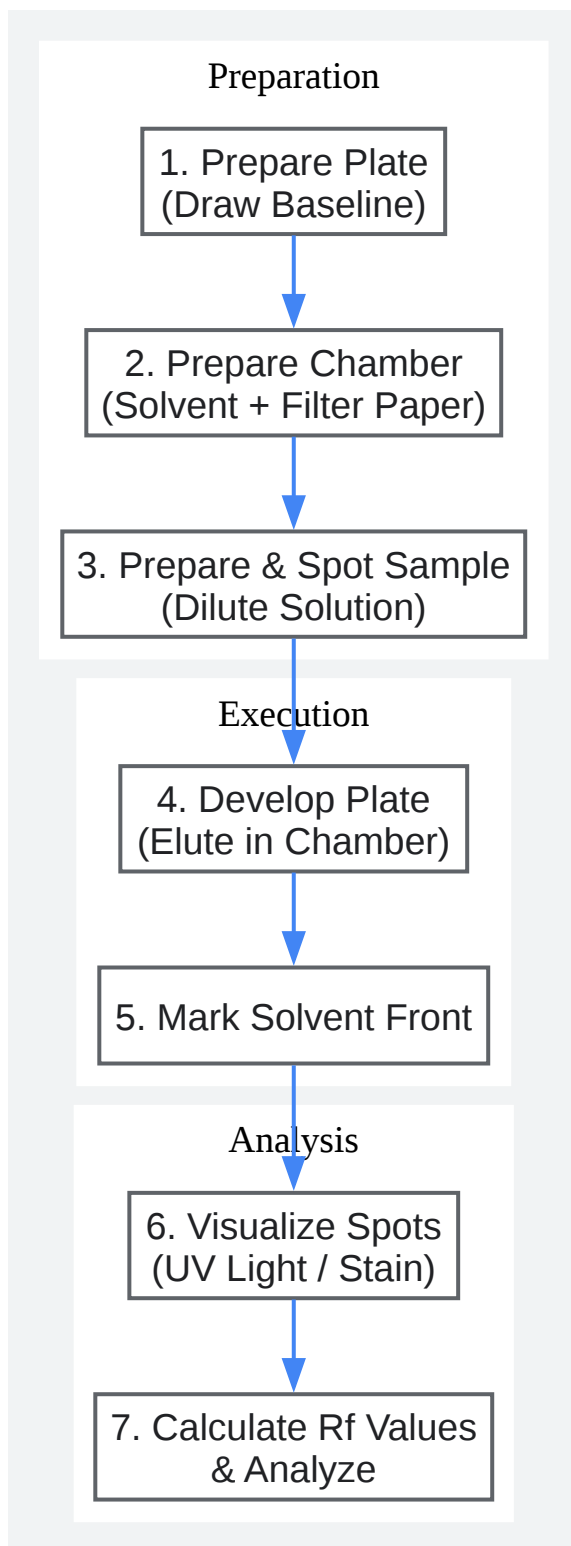 Preparation
1. Prepare Plate
(Draw Baseline)
2. Prepare Chamber
(Solvent + Filter Paper)
3. Prepare & Spot Sample
(Dilute Solution)
Execution
4. Develop Plate
(Elute in Chamber)
5. Mark Solvent Front
Analysis
6. Visualize Spots
(UV Light / Stain)
7. Calculate Rf Values
& Analyze